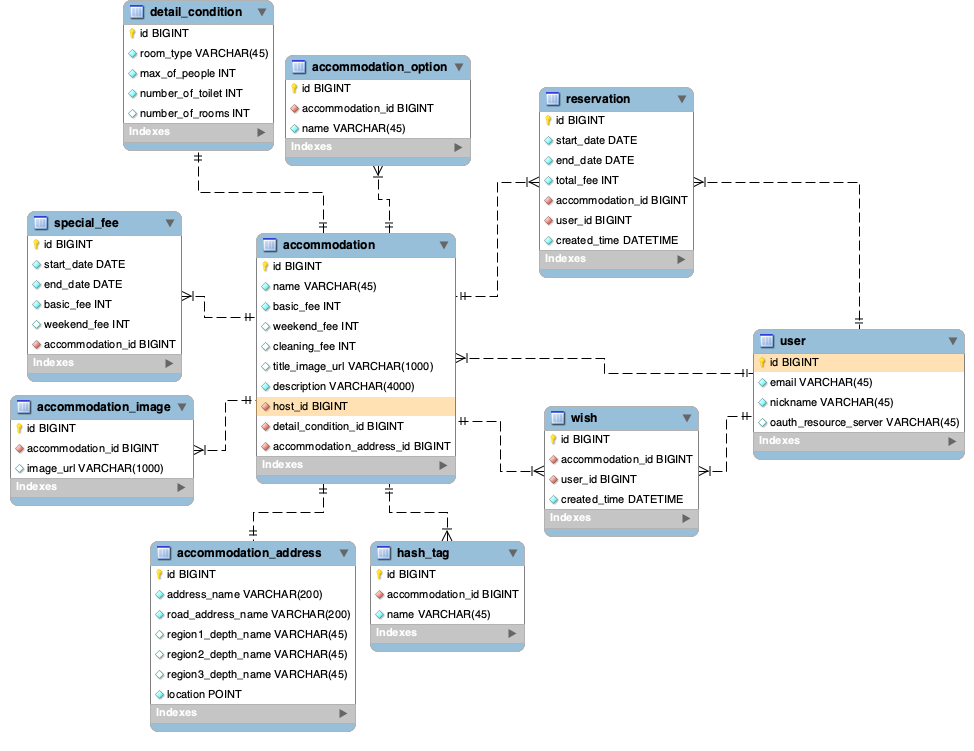 detail_condition
id BIGINT
room_type VARCHAR(45)
max_of_people INT
number_of_toilet INT
number_of_rooms INT
Indexes
accommodation_option
id BIGINT
accommodation_id BIGINT
name VARCHAR(45)
Indexes
reservation
id BIGINT
start_date DATE
end_date DATE
total_fee INT
accommodation_id BIGINT
user_id BIGINT
created_time DATETIME
Indexes
special_fee
id BIGINT
start_date DATE
end_date DATE
basic_fee INT
weekend_fee INT
accommodation_id BIGINT
Indexes
accommodation
id BIGINT
name VARCHAR(45)
basic_fee INT
weekend_fee INT
cleaning_fee INT
title_image_url VARCHAR(1000)
description VARCHAR(4000)
host_id BIGINT
detail_condition_id BIGINT
accommodation_address_id BIGINT
Indexes
user
id BIGINT
email VARCHAR(45)
nickname VARCHAR(45)
oauth_resource_server VARCHAR(45)
Indexes
accommodation_image
id BIGINT
accommodation_id BIGINT
image_url VARCHAR(1000)
Indexes
wish
id BIGINT
accommodation_id BIGINT
user_id BIGINT
created_time DATETIME
Indexes
accommodation_address
id BIGINT
address_name VARCHAR(200)
road_address_name VARCHAR(200)
region1_depth_name VARCHAR(45)
region2_depth_name VARCHAR(45)
region3_depth_name VARCHAR(45)
location POINT
Indexes
hash_tag
id BIGINT
accommodation_id BIGINT
name VARCHAR(45)
Indexes